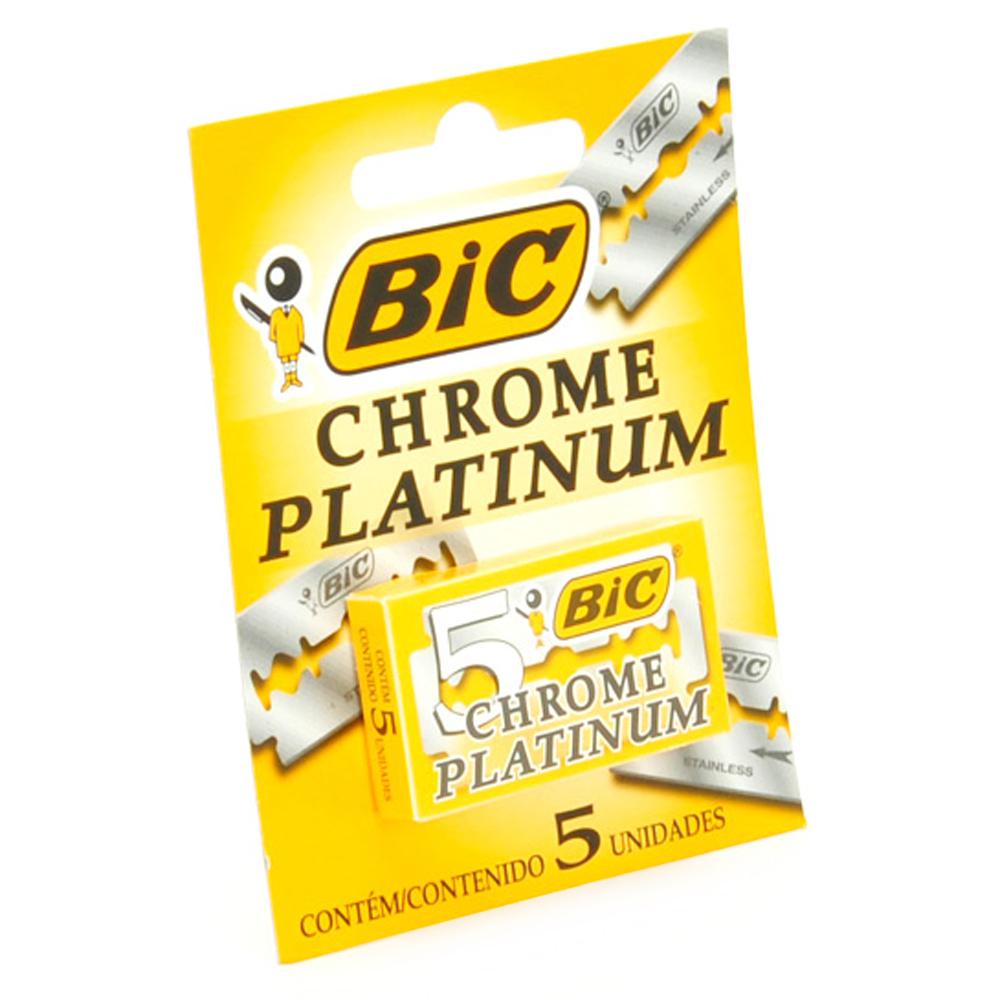 BiC
STAINLESS
®
BiC
CHROME
PLATINUM
BiC
5 BiC ®
CHROME
PLATINUM
CONTÉM
CONTENIDO 5 UNIDADES
BiC
STAINLESS
CONTÉM/CONTENIDO 5 UNIDADES